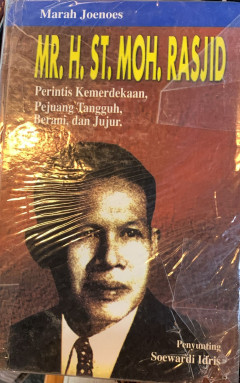 Marah Joenoes
MR. H. ST. MOH. RASJID
Perintis Kemerdekaan,
Pejuang Tangguh,
Berani, dan Jujur.
Penyunting
Soewardi Idris